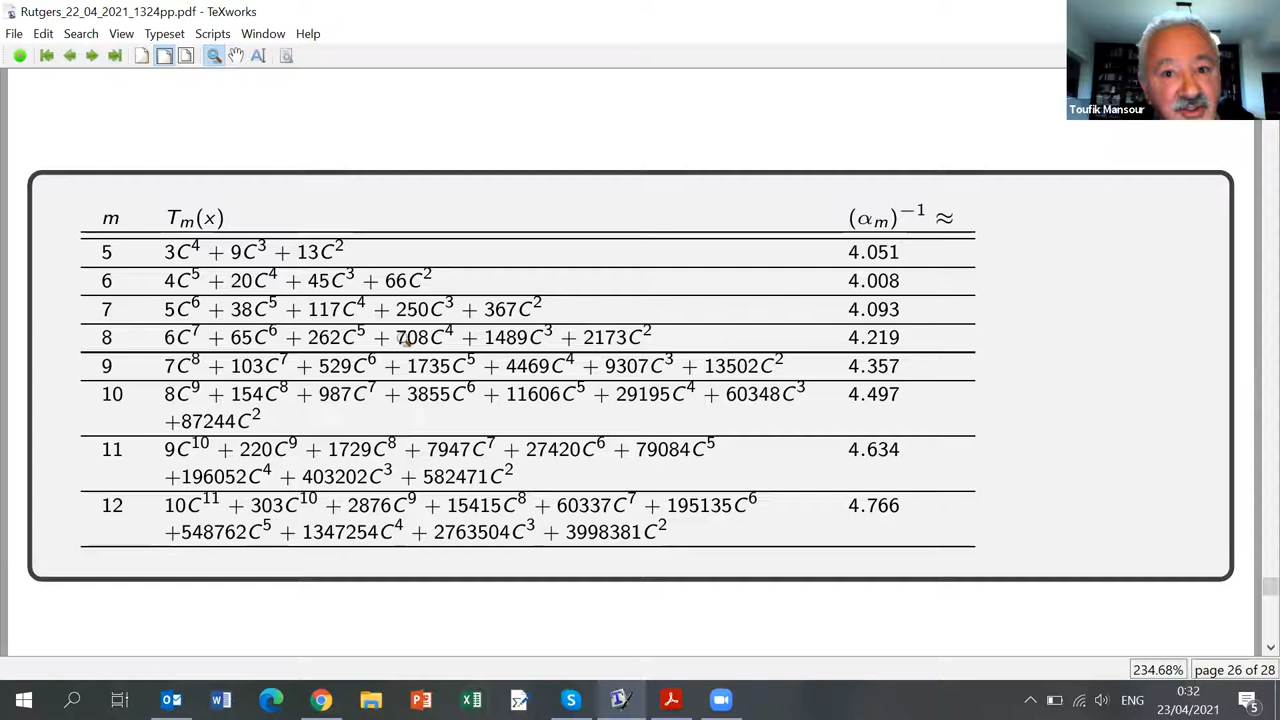 Rutgers_22_04_2021_1324pp.pdf - TeXworks
File Edit Search View Typeset Scripts Window Help
Toufik Mansour
m T_m(x) (α_m)^−1 ≈
5 3C^4 + 9C^3 + 13C^2 4.051
6 4C^5 + 20C^4 + 45C^3 + 66C^2 4.008
7 5C^6 + 38C^5 + 117C^4 + 250C^3 + 367C^2 4.093
8 6C^7 + 65C^6 + 262C^5 + 708C^4 + 1489C^3 + 2173C^2 4.219
9 7C^8 + 103C^7 + 529C^6 + 1735C^5 + 4469C^4 + 9307C^3 + 13502C^2 4.357
10 8C^9 + 154C^8 + 987C^7 + 3855C^6 + 11606C^5 + 29195C^4 + 60348C^3 4.497
+87244C^2
11 9C^10 + 220C^9 + 1729C^8 + 7947C^7 + 27420C^6 + 79084C^5 4.634
+196052C^4 + 403202C^3 + 582471C^2
12 10C^11 + 303C^10 + 2876C^9 + 15415C^8 + 60337C^7 + 195135C^6 4.766
+548762C^5 + 1347254C^4 + 2763504C^3 + 3998381C^2
234.68% page 26 of 28
ENG
0:32
23/04/2021
5